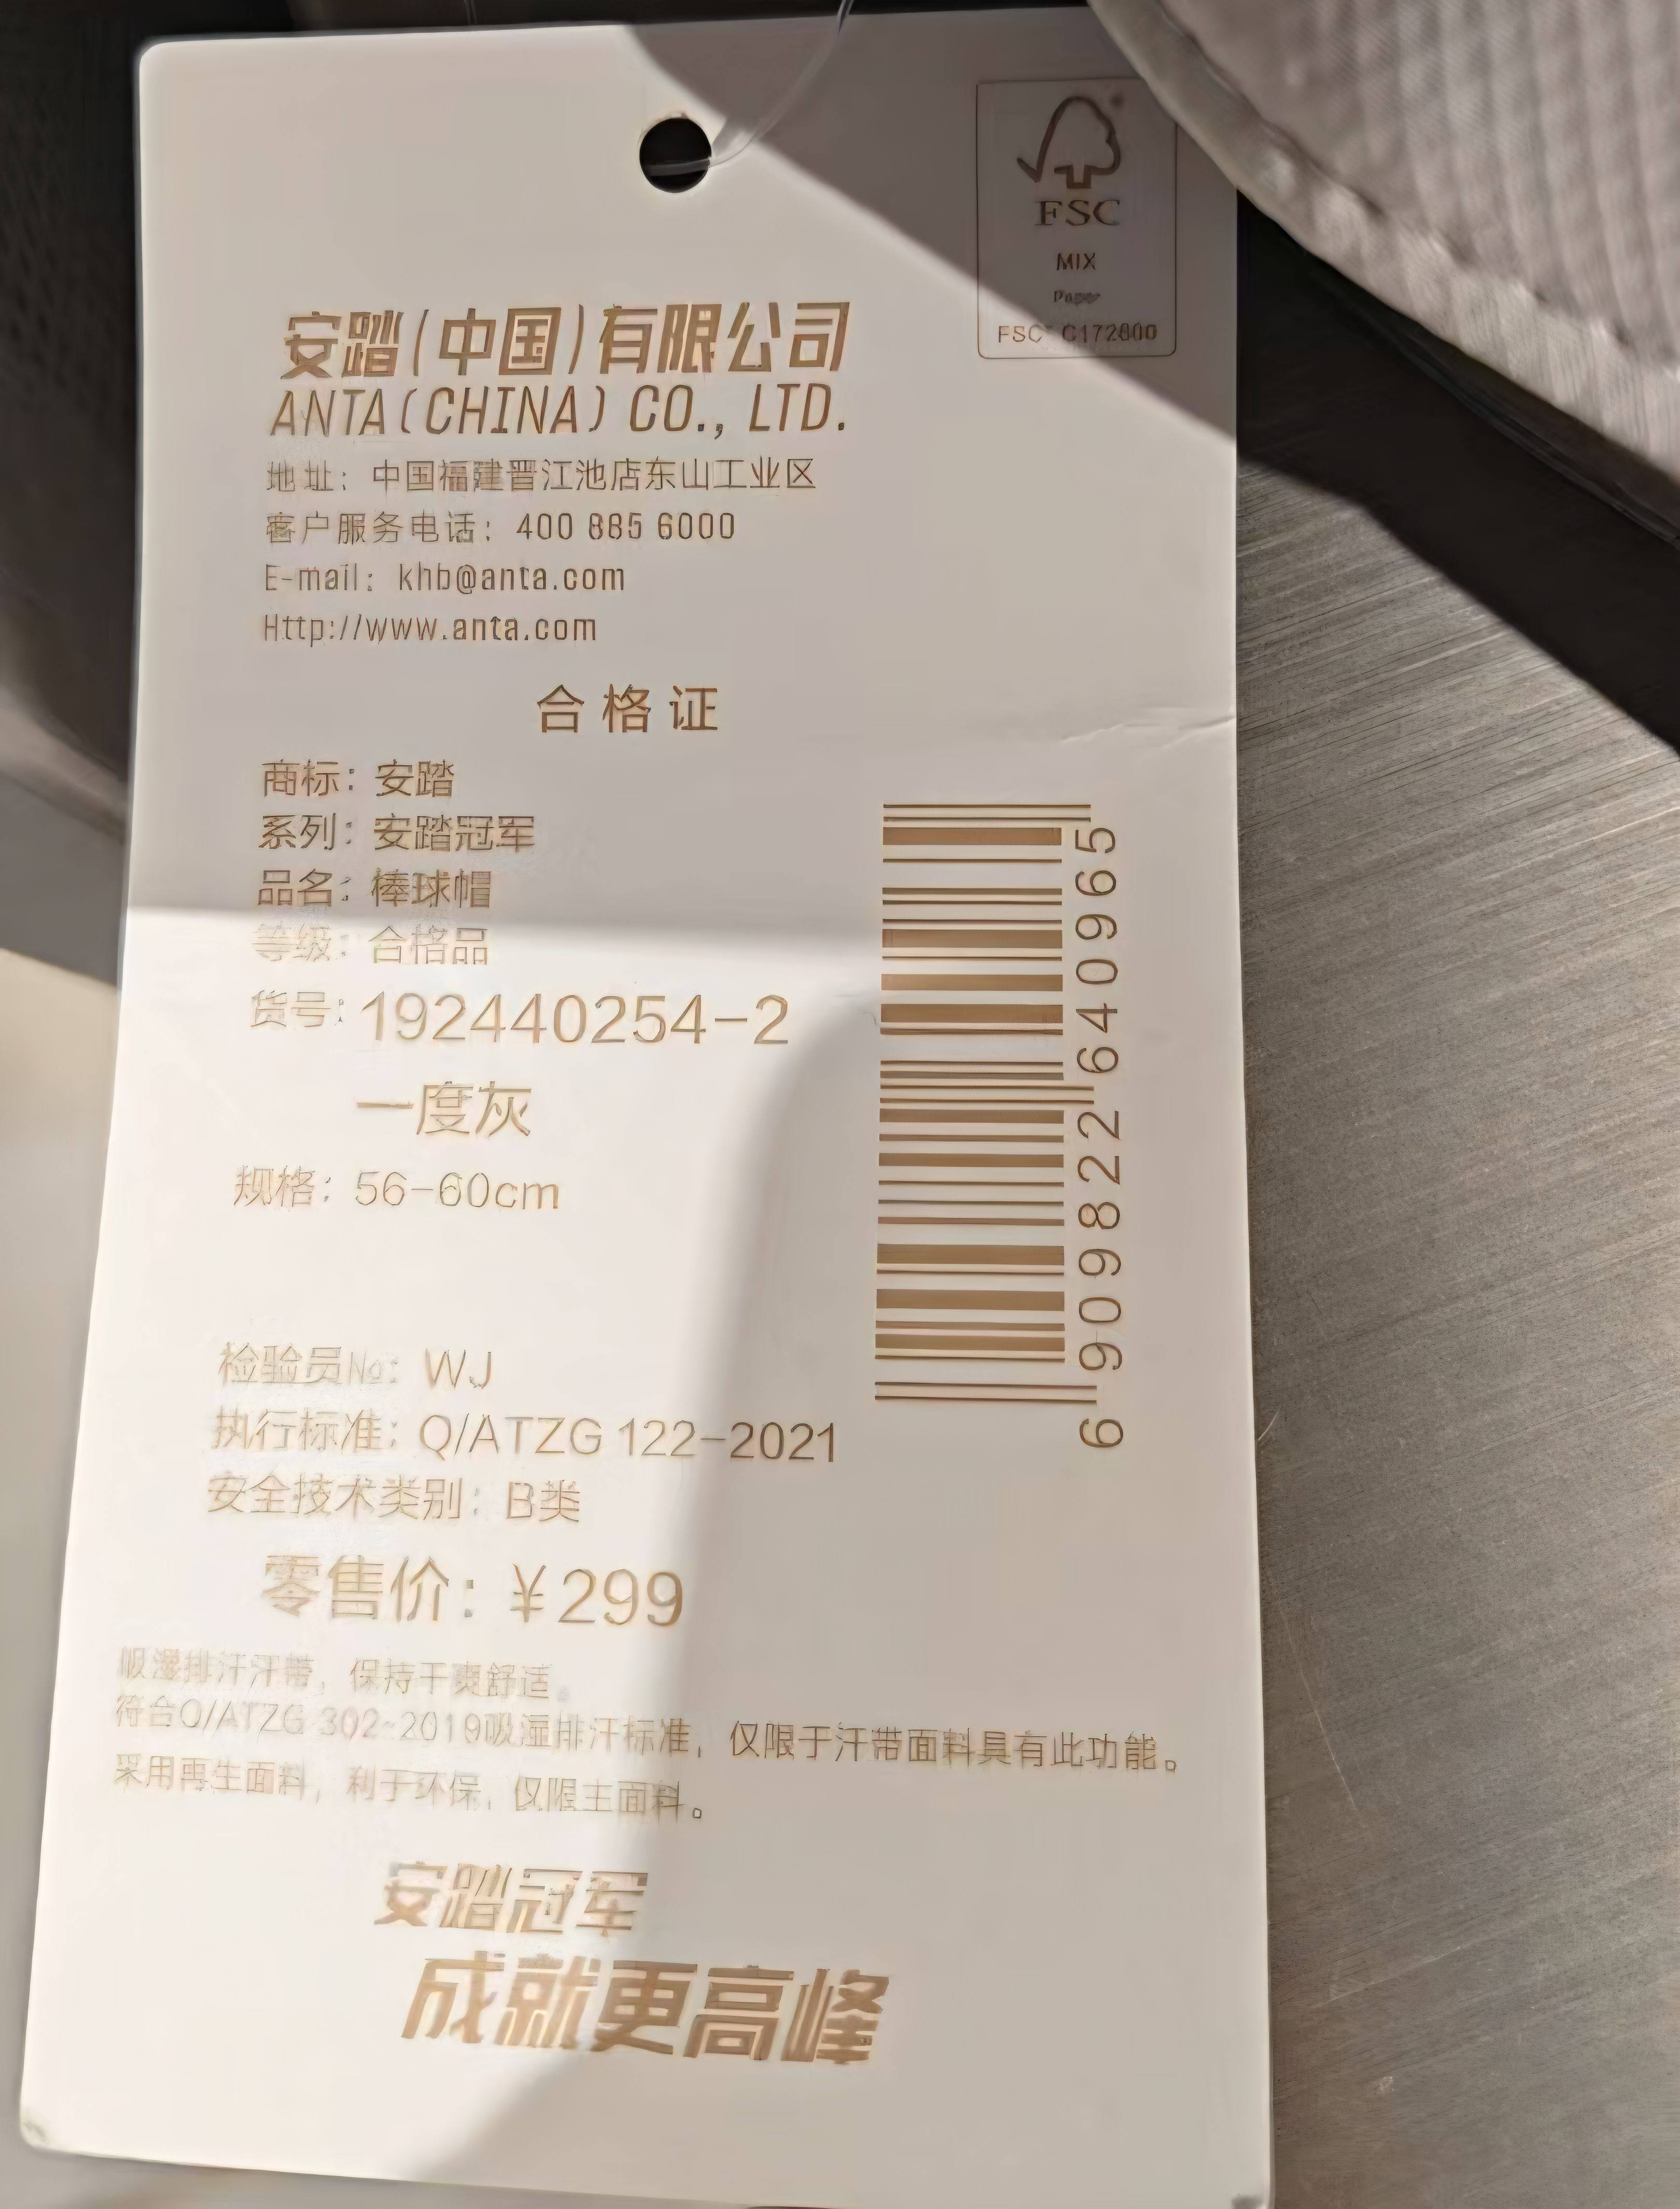 FSC
MIX
Paper
FSC® C172800
安踏(中国)有限公司
ANTA(CHINA) CO., LTD.
地址：中国福建晋江池店东山工业区
客户服务电话：400 885 6000
E-mail：khb@anta.com
Http://www.anta.com
合格证
商标：安踏
系列：安踏冠军
品名：棒球帽
等级：合格品
货号：192440254-2
一度灰
规格：56-60cm
6 909822 640965
检验员No：WJ
执行标准：Q/ATZG 122-2021
安全技术类别：B类
零售价：¥299
吸湿排汗汗带，保持干爽舒适。
符合Q/ATZG 302-2019吸湿排汗标准，仅限于汗带面料具有此功能。
采用再生面料，利于环保，仅限主面料。
安踏冠军
成就更高峰